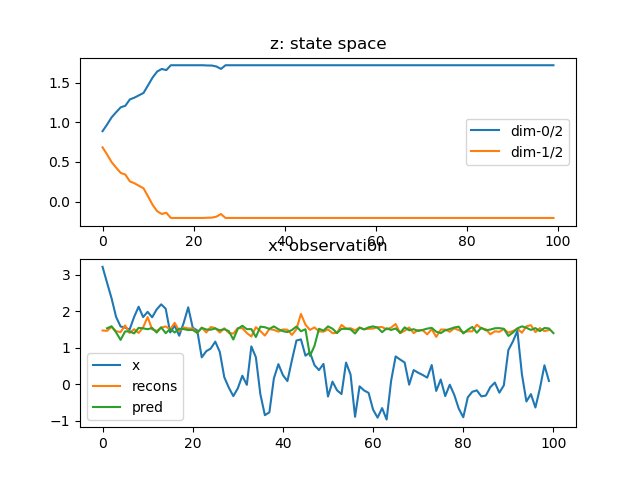 z: state space
1.5
1.0
0.5
0.0
dim-0/2
dim-1/2
0 20 40 60 80 100
x: observation
3
2
1
0
−1
x
recons
pred
0 20 40 60 80 100